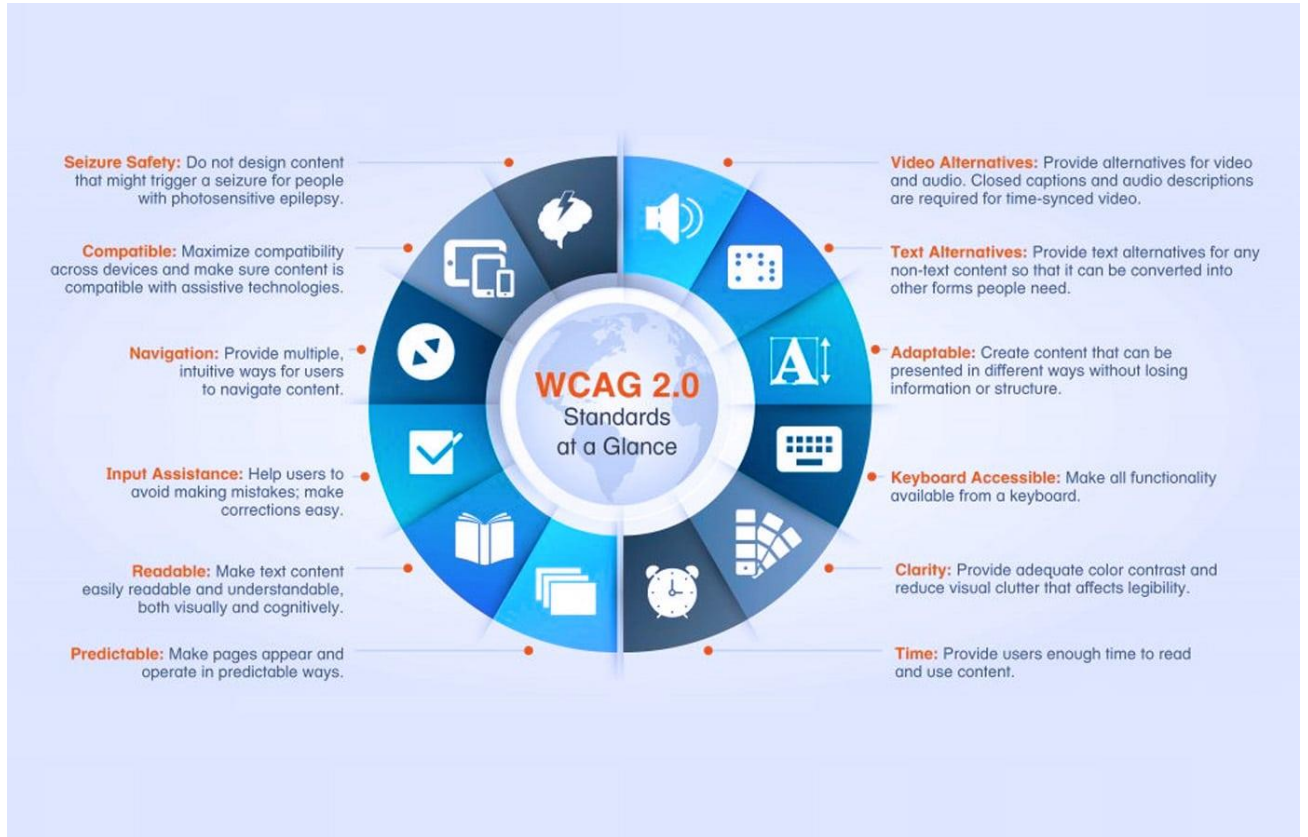 WCAG 2.0
Standards
at a Glance
Seizure Safety: Do not design content
that might trigger a seizure for people
with photosensitive epilepsy.
Compatible: Maximize compatibility
across devices and make sure content is
compatible with assistive technologies.
Navigation: Provide multiple,
intuitive ways for users
to navigate content.
Input Assistance: Help users to
avoid making mistakes; make
corrections easy.
Readable: Make text content
easily readable and understandable,
both visually and cognitively.
Predictable: Make pages appear and
operate in predictable ways.
Video Alternatives: Provide alternatives for video
and audio. Closed captions and audio descriptions
are required for time-synced video.
Text Alternatives: Provide text alternatives for any
non-text content so that it can be converted into
other forms people need.
Adaptable: Create content that can be
presented in different ways without losing
information or structure.
Keyboard Accessible: Make all functionality
available from a keyboard.
Clarity: Provide adequate color contrast and
reduce visual clutter that affects legibility.
Time: Provide users enough time to read
and use content.